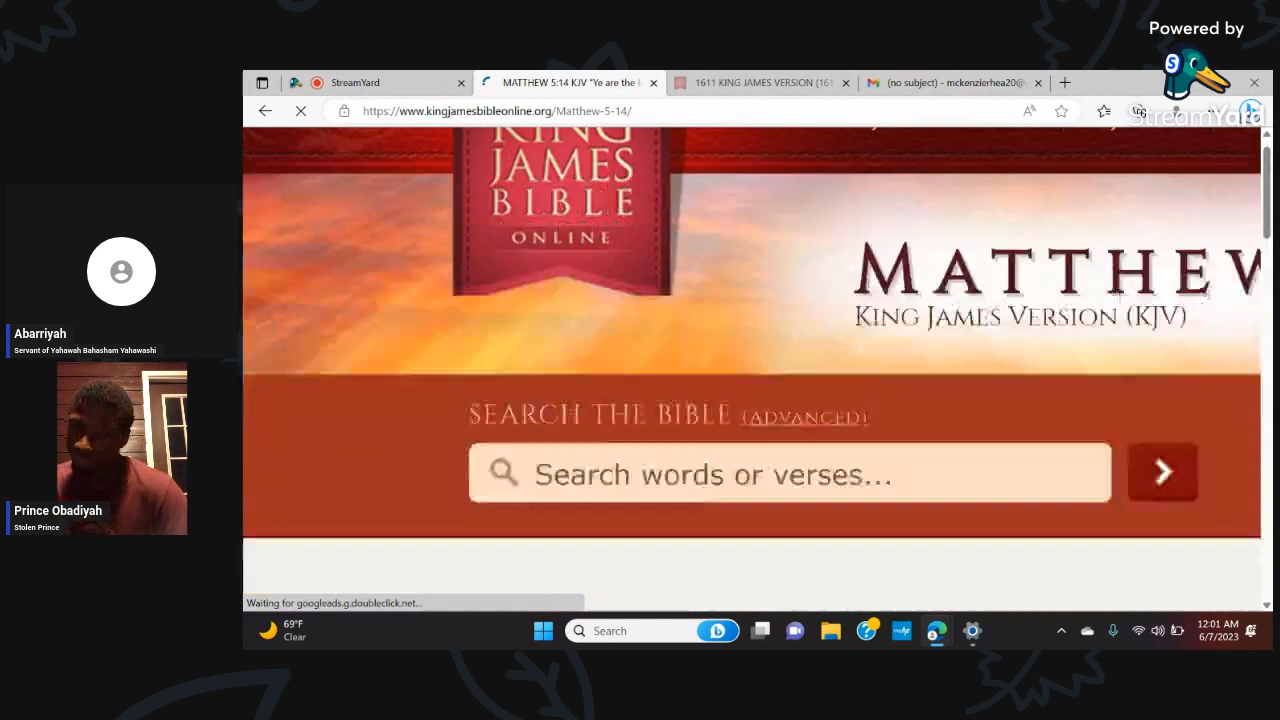 Powered by
StreamYard
StreamYard
MATTHEW 5:14 KJV "Ye are the l
1611 KING JAMES VERSION (161
(no subject) - mckenzierhea20@
https://www.kingjamesbibleonline.org/Matthew-5-14/
KING
JAMES
BIBLE
ONLINE
MATTHEW
KING JAMES VERSION (KJV)
SEARCH THE BIBLE (ADVANCED)
Search words or verses...
Abarriyah
Servant of Yahawah Bahasham Yahawashi
Prince Obadiyah
Stolen Prince
Waiting for googleads.g.doubleclick.net...
69°F
Clear
Search
12:01 AM
6/7/2023